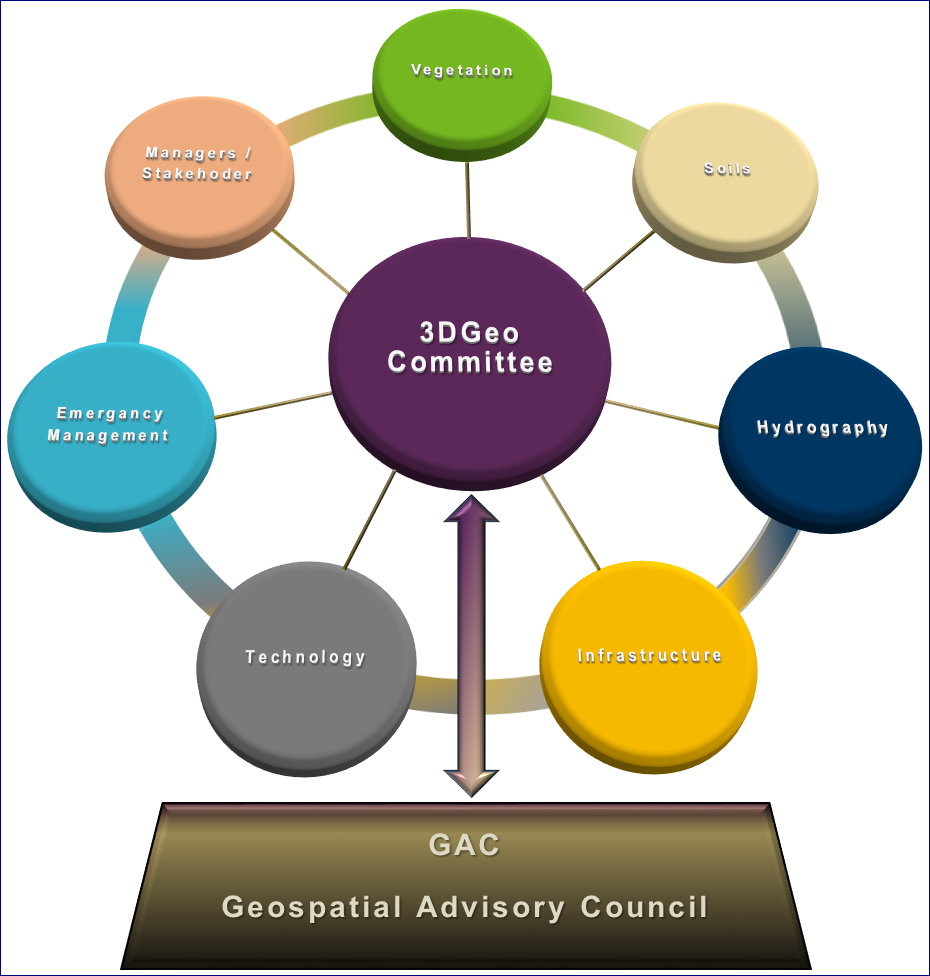 Vegetation
Managers /
Stakehoder
Soils
3DGeo
Committee
Emergancy
Management
Hydrography
Technology
Infrastructure
GAC
Geospatial Advisory Council